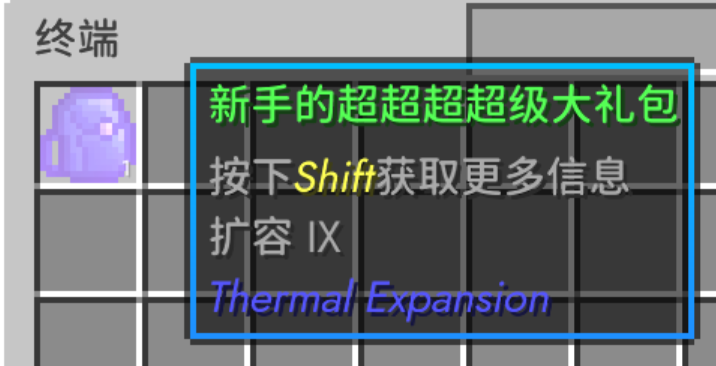 终端
新手的超超超超级大礼包
按下Shift获取更多信息
扩容 IX
Thermal Expansion
1